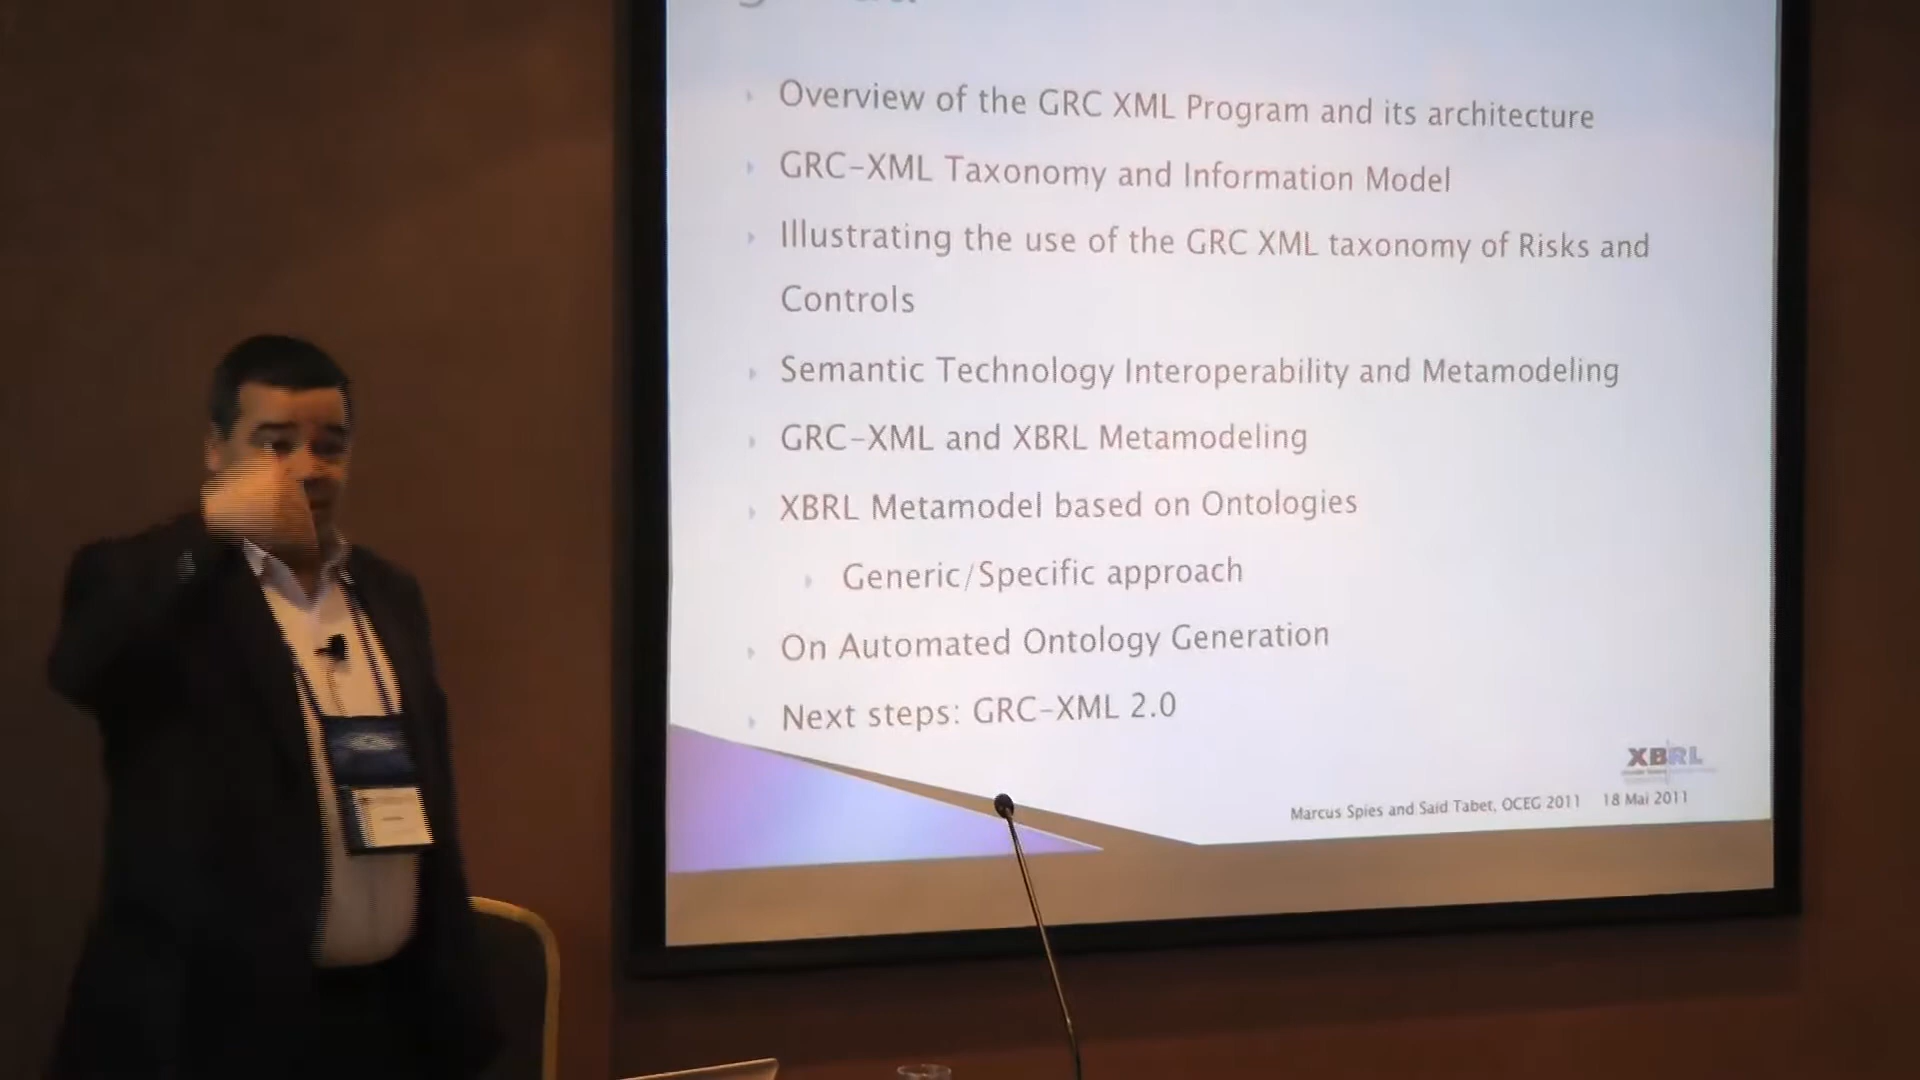 Overview of the GRC XML Program and its architecture
GRC-XML Taxonomy and Information Model
Illustrating the use of the GRC XML taxonomy of Risks and
Controls
Semantic Technology Interoperability and Metamodeling
GRC-XML and XBRL Metamodeling
XBRL Metamodel based on Ontologies
Generic/Specific approach
On Automated Ontology Generation
Next steps: GRC-XML 2.0
XBRL
Marcus Spies and Said Tabet, OCEG 2011 18 Mai 2011